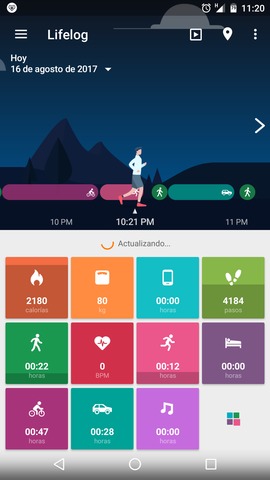 11:20
Lifelog
Hoy
16 de agosto de 2017
10 PM
10:21 PM
11 PM
Actualizando...
2180
calorías
80
kg
00:00
horas
4184
pasos
00:22
horas
0
BPM
00:12
horas
00:00
horas
00:47
horas
00:28
horas
00:00
horas